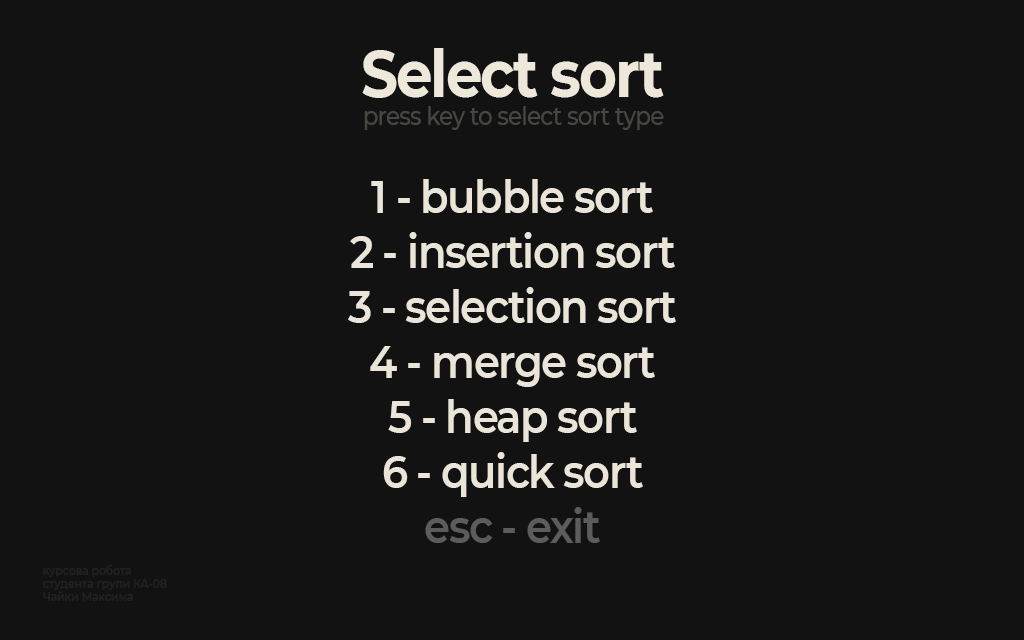 Select sort
press key to select sort type
1 - bubble sort
2 - insertion sort
3 - selection sort
4 - merge sort
5 - heap sort
6 - quick sort
esc - exit
курсова робота
студента групи КА-08
Чайки Максима